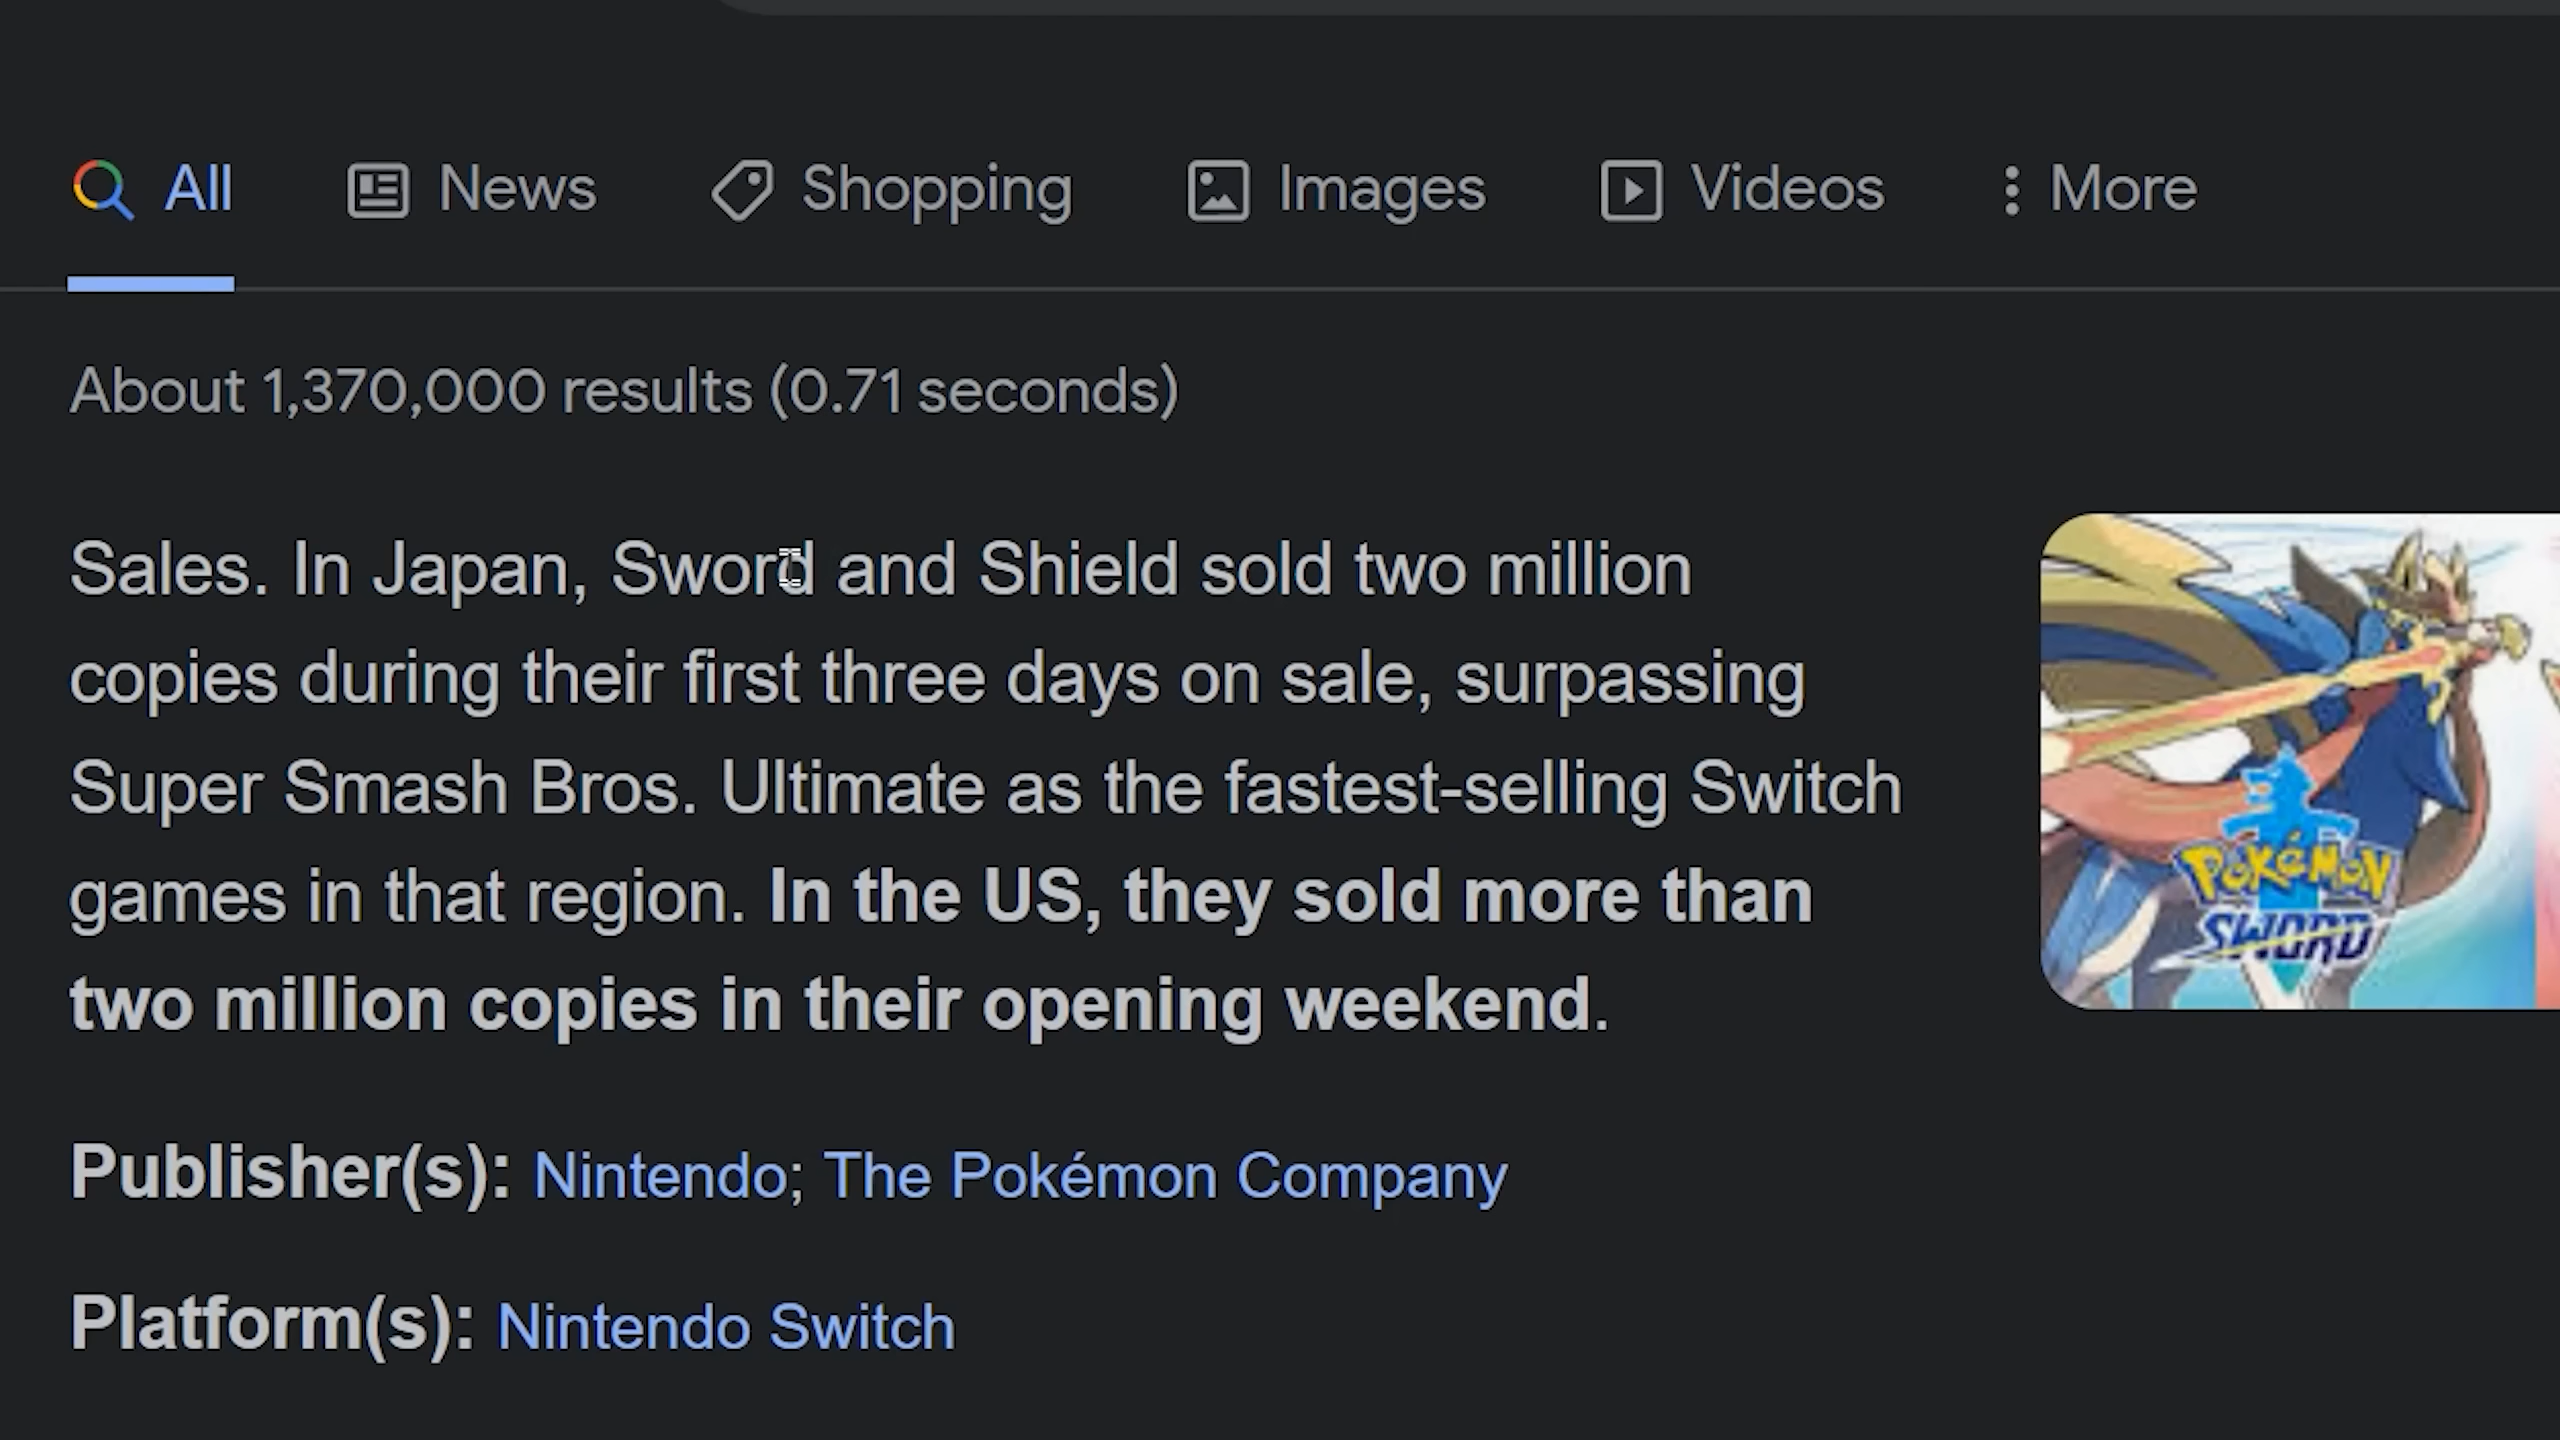 All News Shopping Images Videos More
About 1,370,000 results (0.71 seconds)
Sales. In Japan, Sword and Shield sold two million
copies during their first three days on sale, surpassing
Super Smash Bros. Ultimate as the fastest-selling Switch
games in that region. In the US, they sold more than
two million copies in their opening weekend.
POKéMON
SWORD
Publisher(s): Nintendo; The Pokémon Company
Platform(s): Nintendo Switch